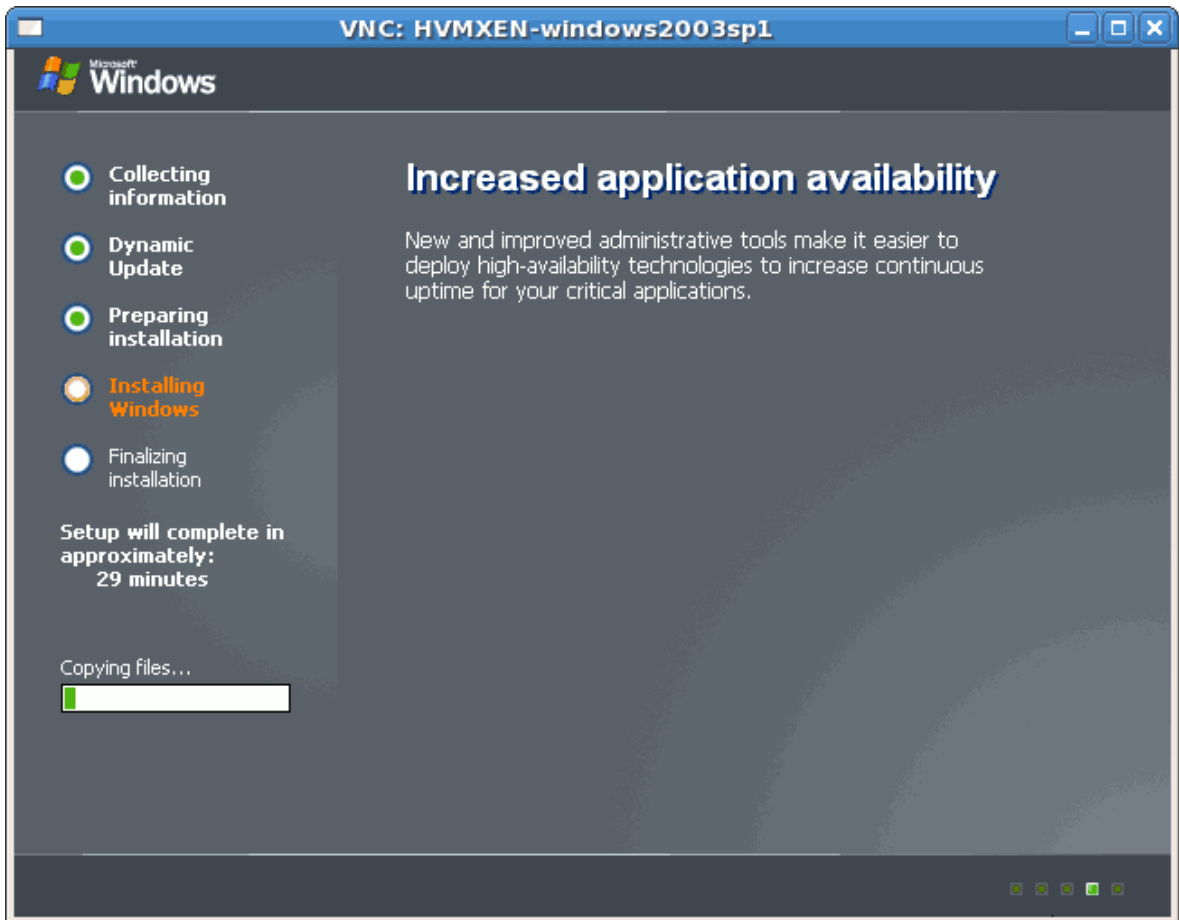 VNC: HVMXEN-windows2003sp1
Microsoft
Windows
Collecting
information
Dynamic
Update
Preparing
installation
Installing
Windows
Finalizing
installation
Setup will complete in
approximately:
29 minutes
Copying files...
Increased application availability
New and improved administrative tools make it easier to
deploy high-availability technologies to increase continuous
uptime for your critical applications.